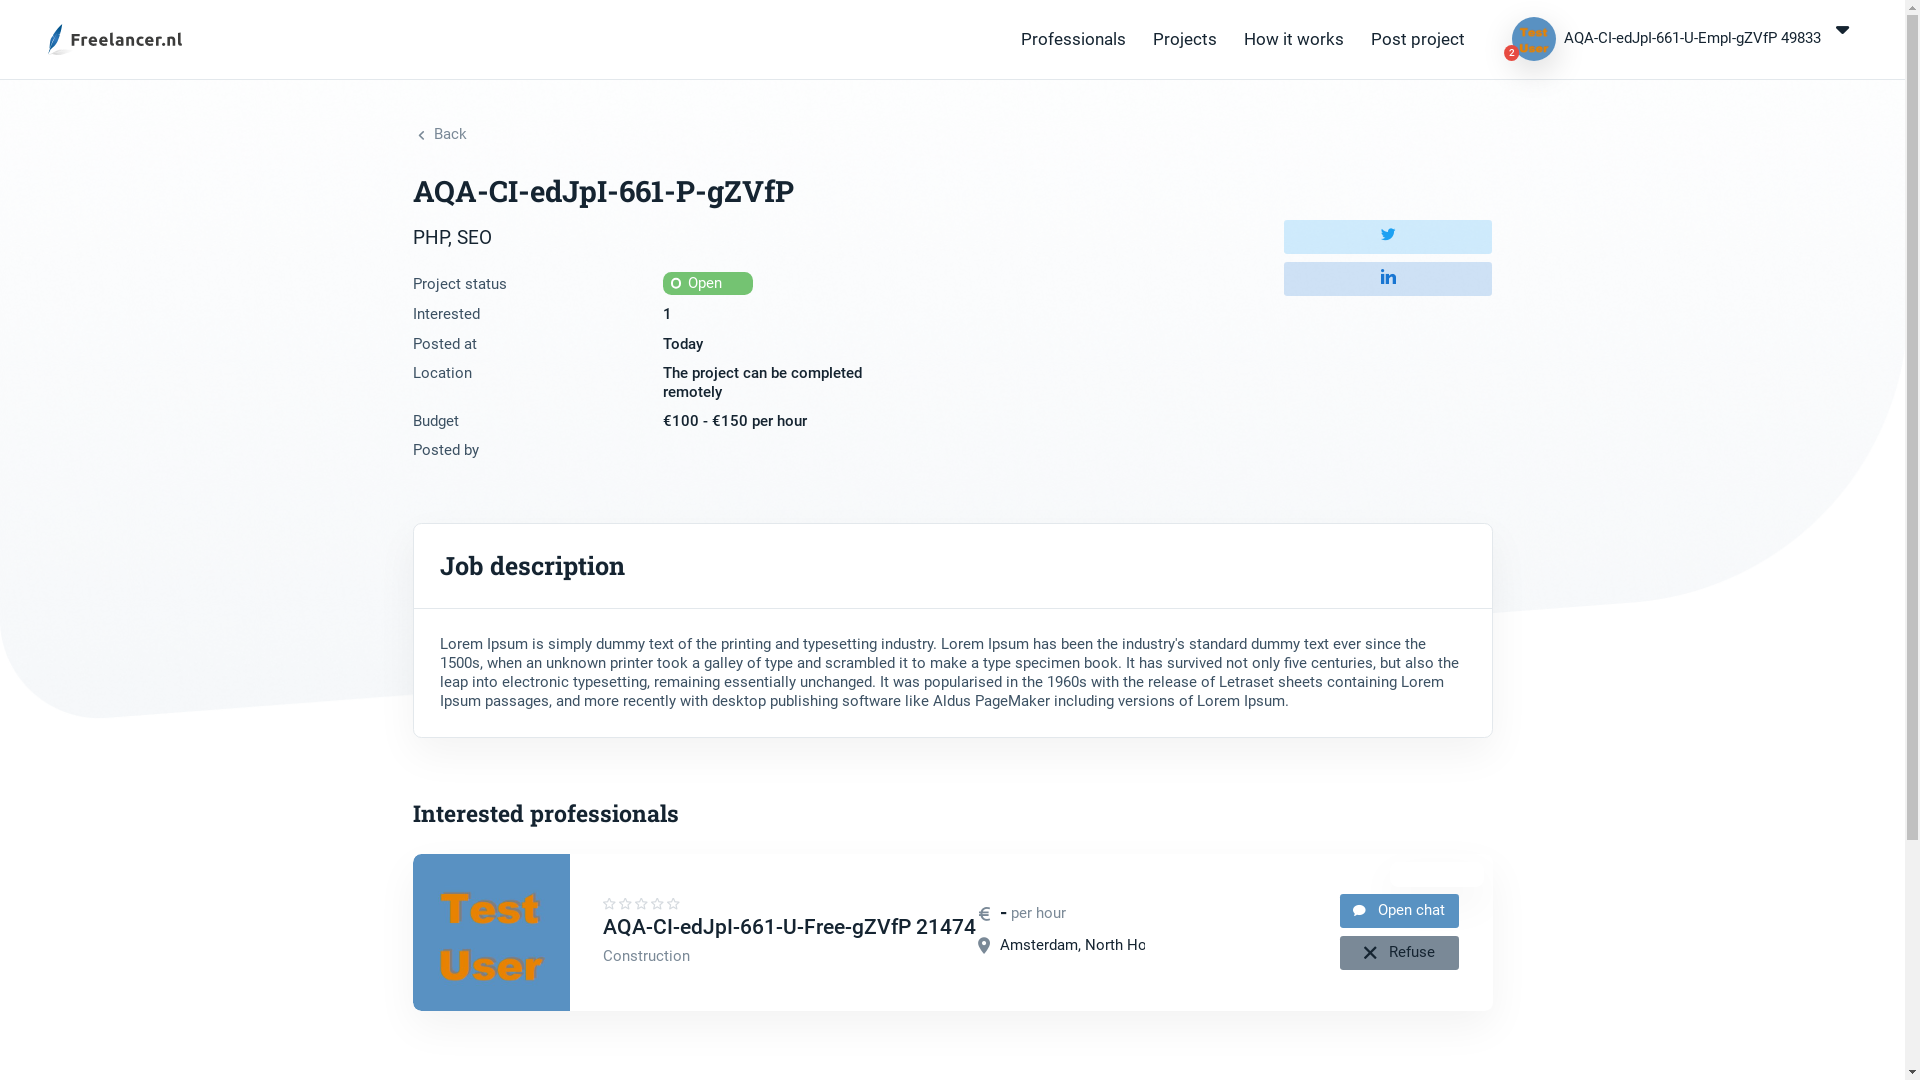 Freelancer.nl
Professionals Projects How it works Post project
Test User
2
AQA-CI-edJpI-661-U-Empl-gZVfP 49833
Back
AQA-CI-edJpI-661-P-gZVfP
PHP, SEO
Project status Open
Interested 1
Posted at Today
Location The project can be completed
remotely
Budget €100 - €150 per hour
Posted by
Job description
Lorem Ipsum is simply dummy text of the printing and typesetting industry. Lorem Ipsum has been the industry's standard dummy text ever since the
1500s, when an unknown printer took a galley of type and scrambled it to make a type specimen book. It has survived not only five centuries, but also the
leap into electronic typesetting, remaining essentially unchanged. It was popularised in the 1960s with the release of Letraset sheets containing Lorem
Ipsum passages, and more recently with desktop publishing software like Aldus PageMaker including versions of Lorem Ipsum.
Interested professionals
Test
User
AQA-CI-edJpI-661-U-Free-gZVfP 21474
Construction
€ - per hour
Amsterdam, North Ho
Open chat
Refuse